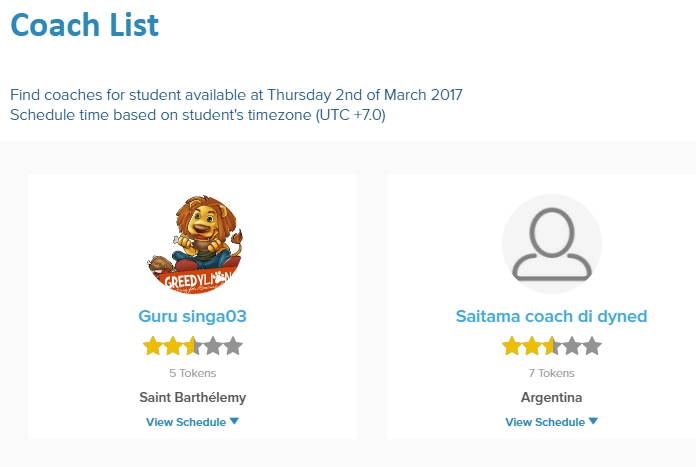 Coach List
Find coaches for student available at Thursday 2nd of March 2017
Schedule time based on student's timezone (UTC +7.0)
GREEDYLION
Guru singa03
5 Tokens
Saint Barthélemy
View Schedule
Saitama coach di dyned
7 Tokens
Argentina
View Schedule